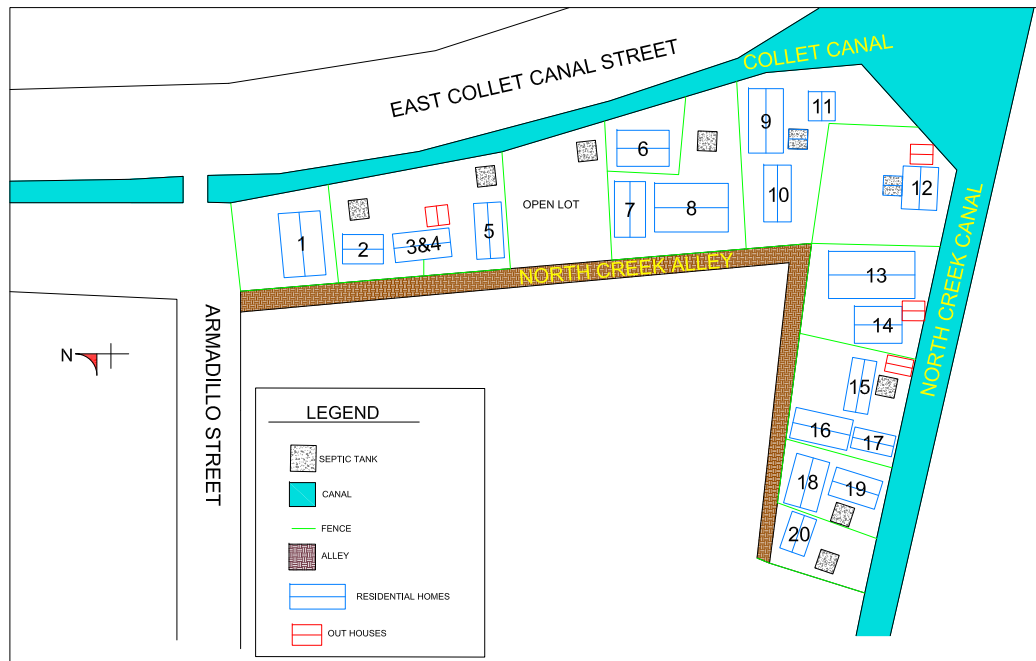 EAST COLLET CANAL STREET
COLLET CANAL
9
11
6
10
12
7
8
OPEN LOT
1
2
3&4
5
NORTH CREEK ALLEY
13
14
NORTH CREEK CANAL
ARMADILLO STREET
N
15
16
17
18
19
20
LEGEND
SEPTIC TANK
CANAL
FENCE
ALLEY
RESIDENTIAL HOMES
OUT HOUSES